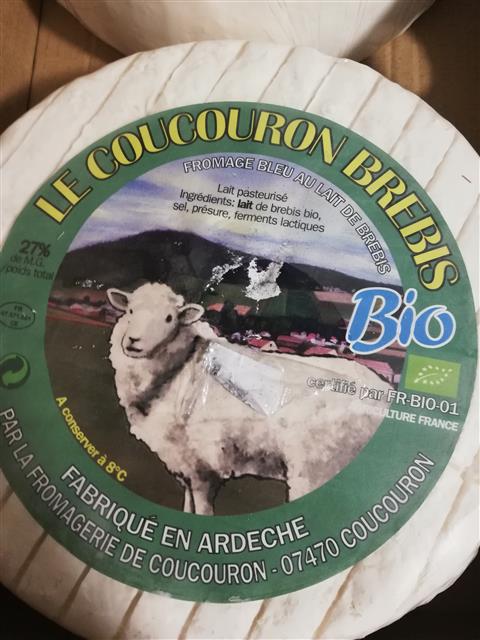 LE COUCOURON BREBIS
FROMAGE BLEU AU LAIT DE BREBIS
Lait pasteurisé
Ingrédients: lait de brebis bio,
sel, présure, ferments lactiques
27%
de M.G.
/poids total
FR
CE
Bio
certifié par FR-BIO-01
AGRICULTURE FRANCE
A conserver à 8°C
FABRIQUÉ EN ARDECHE
PAR LA FROMAGERIE DE COUCOURON - 07470 COUCOURON